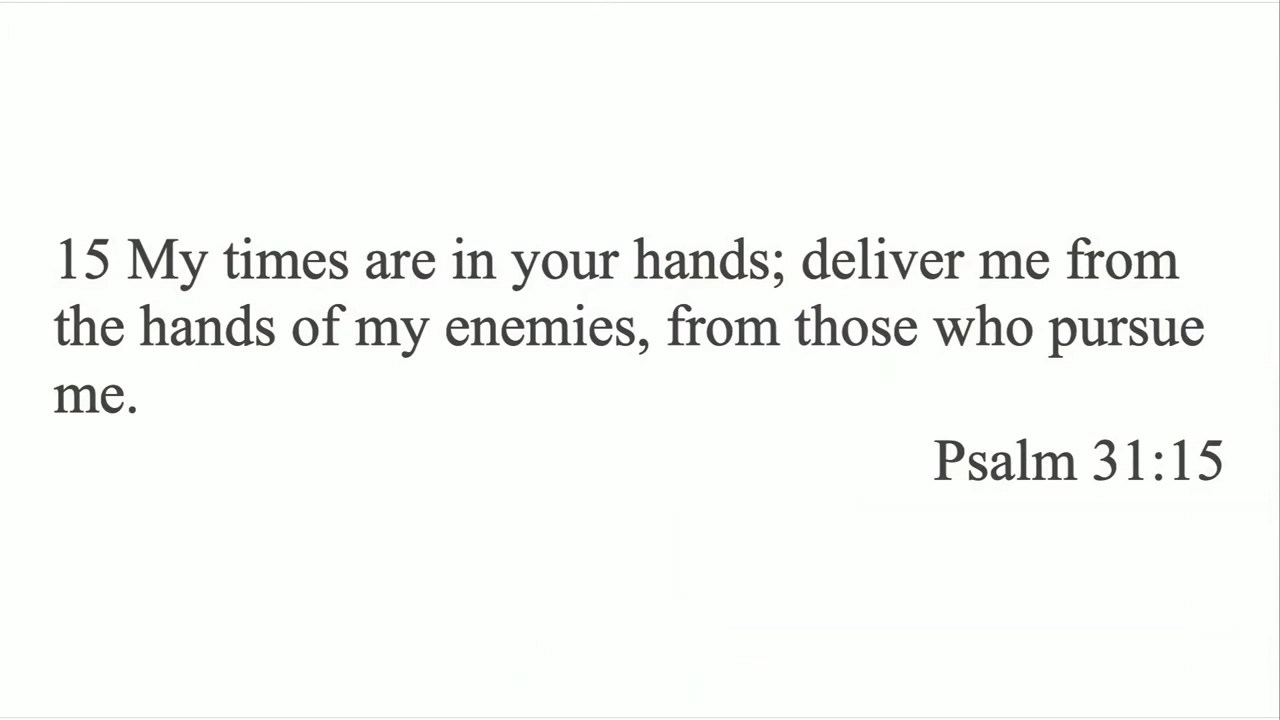 15 My times are in your hands; deliver me from
the hands of my enemies, from those who pursue
me.
Psalm 31:15